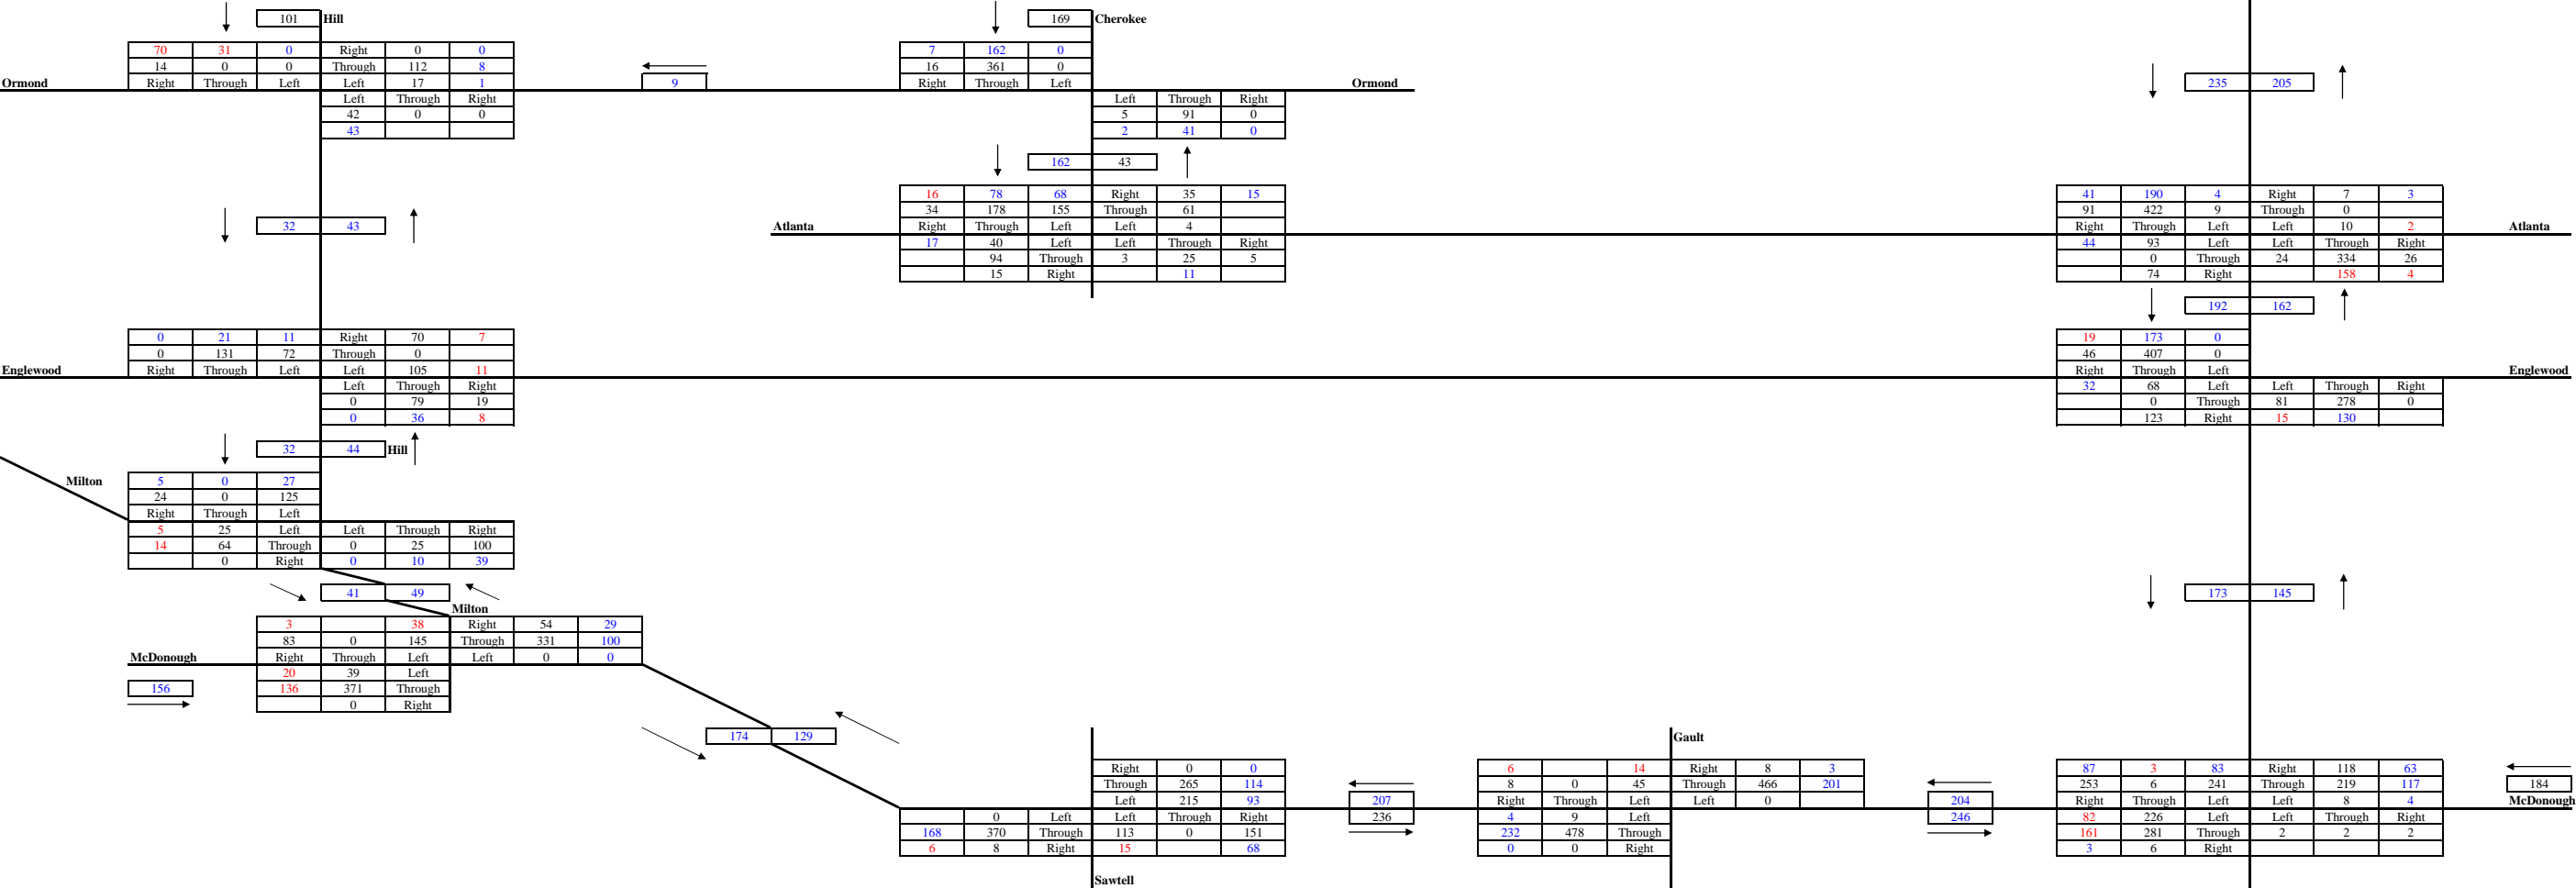 101 Hill
169 Cherokee
70 31 0 Right 0 0
14 0 0 Through 112 8
Right Through Left Left 17 1
Ormond
Left Through Right
42 0 0
43
9
7 162 0
16 361 0
Right Through Left
Ormond
Left Through Right
5 91 0
2 41 0
235 205
162 43
32 43
16 78 68 Right 35 15
34 178 155 Through 61
Right Through Left Left 4
Atlanta
17 40 Left Left Through Right
94 Through 3 25 5
15 Right 11
41 190 4 Right 7 3
91 422 9 Through 0
Right Through Left Left 10 2
Atlanta
44 93 Left Left Through Right
0 Through 24 334 26
74 Right 158 4
192 162
0 21 11 Right 70 7
0 131 72 Through 0
Right Through Left Left 105 11
Englewood
Left Through Right
0 79 19
0 36 8
19 173 0
46 407 0
Right Through Left
Englewood
32 68 Left Left Through Right
0 Through 81 278 0
123 Right 15 130
32 44 Hill
Milton
5 0 27
24 0 125
Right Through Left
5 25 Left Left Through Right
14 64 Through 0 25 100
0 Right 0 10 39
41 49
Milton
173 145
3 38 Right 54 29
83 0 145 Through 331 100
Right Through Left Left 0 0
McDonough
20 39 Left
136 371 Through
0 Right
156
174 129
Right 0 0
Through 265 114
Left 215 93
0 Left Left Through Right
168 370 Through 113 0 151
6 8 Right 15 68
Sawtell
207
236
Gault
6 14 Right 8 3
8 0 45 Through 466 201
Right Through Left Left 0
4 9 Left
232 478 Through
0 0 Right
204
246
87 3 83 Right 118 63
253 6 241 Through 219 117
Right Through Left Left 8 4
82 226 Left Left Through Right
161 281 Through 2 2 2
3 6 Right
184
McDonough